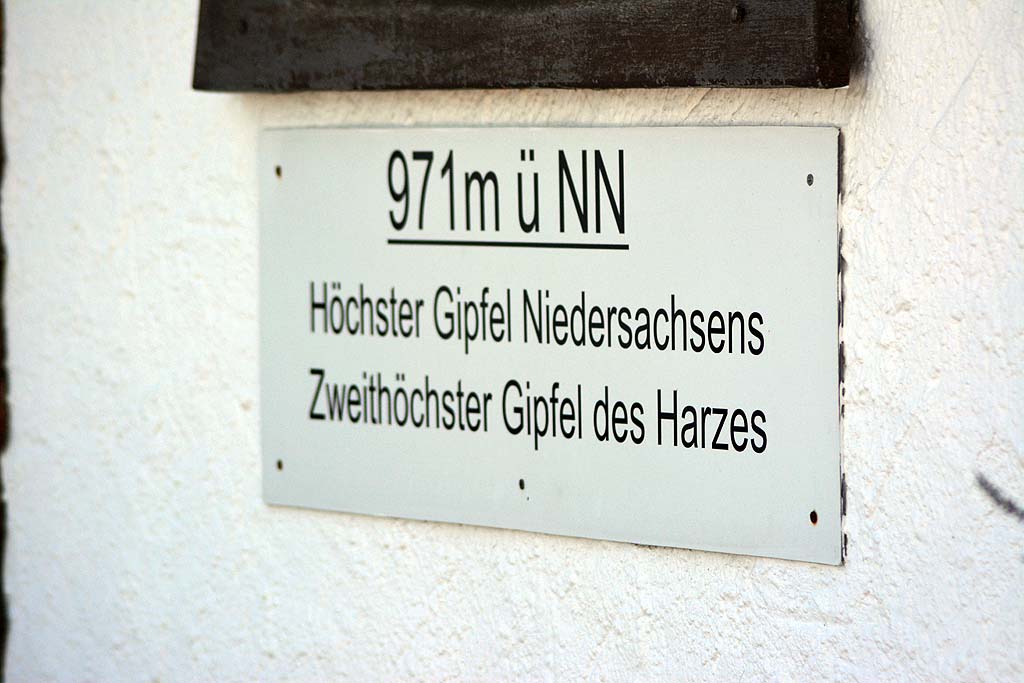 971m ü NN
Höchster Gipfel Niedersachsens
Zweithöchster Gipfel des Harzes